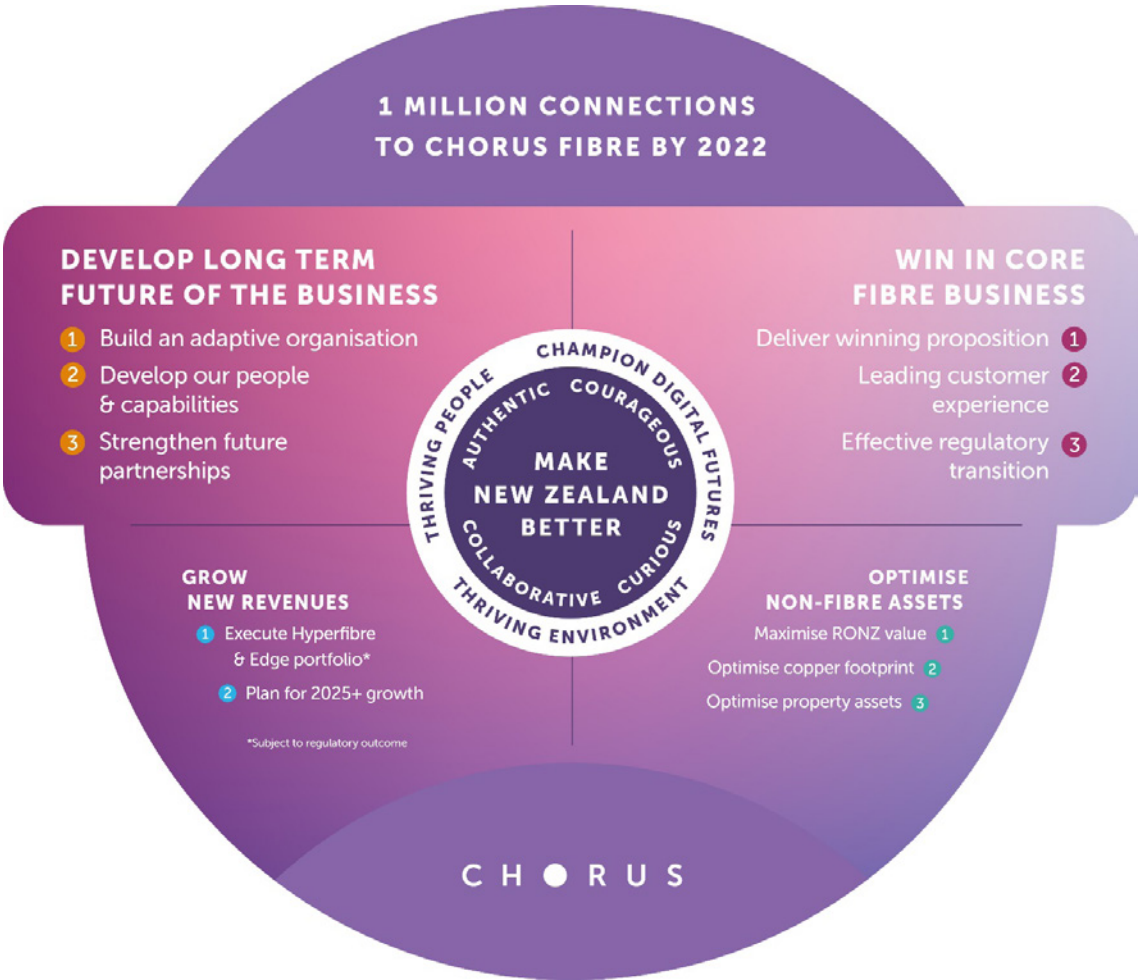 1 MILLION CONNECTIONS
TO CHORUS FIBRE BY 2022
DEVELOP LONG TERM
FUTURE OF THE BUSINESS
1 Build an adaptive organisation
2 Develop our people
& capabilities
3 Strengthen future
partnerships
WIN IN CORE
FIBRE BUSINESS
Deliver winning proposition 1
Leading customer 2
experience
Effective regulatory 3
transition
THRIVING PEOPLE
CHAMPION DIGITAL FUTURES
THRIVING ENVIRONMENT
AUTHENTIC
COURAGEOUS
COLLABORATIVE
CURIOUS
MAKE
NEW ZEALAND
BETTER
GROW
NEW REVENUES
1 Execute Hyperfibre
& Edge portfolio*
2 Plan for 2025+ growth
*Subject to regulatory outcome
OPTIMISE
NON-FIBRE ASSETS
Maximise RONZ value 1
Optimise copper footprint 2
Optimise property assets 3
CHORUS